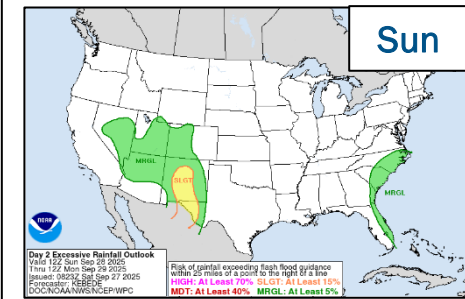 Sun
MRGL
SLGT
MRGL
NOAA
Day 2 Excessive Rainfall Outlook
Valid 12Z Sun Sep 28 2025
Thru 12Z Mon Sep 29 2025
Issued: 0823Z Sat Sep 27 2025
Forecaster: KEBEDE
DOC/NOAA/NWS/NCEP/WPC
Risk of rainfall exceeding flash flood guidance
within 25 miles of a point to the right of a line
HIGH: At Least 70% SLGT: At Least 15%
MDT: At Least 40% MRGL: At Least 5%